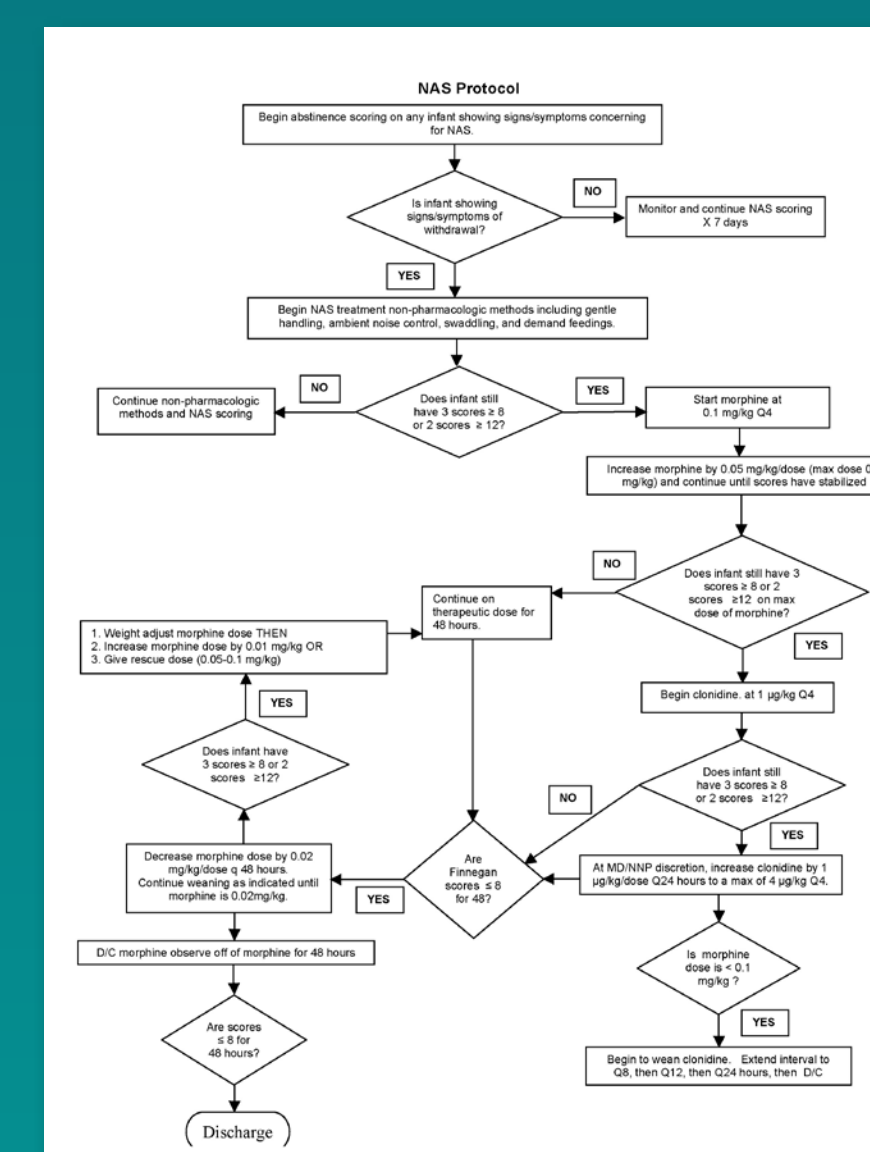 NAS Protocol
Begin abstinence scoring on any infant showing signs/symptoms concerning
for NAS.
Is infant showing
signs/symptoms of
withdrawal?
NO
Monitor and continue NAS scoring
X 7 days
YES
Begin NAS treatment non-pharmacologic methods including gentle
handling, ambient noise control, swaddling, and demand feedings.
Continue non-pharmacologic
methods and NAS scoring
NO
Does infant still
have 3 scores ≥ 8
or 2 scores ≥ 12?
YES
Start morphine at
0.1 mg/kg Q4
Increase morphine by 0.05 mg/kg/dose (max dose 0
mg/kg) and continue until scores have stabilized
Does infant still have 3
scores ≥ 8 or 2
scores ≥12 on max
dose of morphine?
NO
Continue on
therapeutic dose for
48 hours.
1. Weight adjust morphine dose THEN
2. Increase morphine dose by 0.01 mg/kg OR
3. Give rescue dose (0.05-0.1 mg/kg)
YES
Begin clonidine. at 1 µg/kg Q4
YES
Does infant have
3 scores ≥ 8 or 2
scores ≥12?
Does infant still
have 3 scores ≥ 8
or 2 scores ≥12?
NO
YES
Decrease morphine dose by 0.02
mg/kg/dose q 48 hours.
Continue weaning as indicated until
morphine is 0.02mg/kg.
YES
Are
Finnegan
scores ≤ 8
for 48?
At MD/NNP discretion, increase clonidine by 1
µg/kg/dose Q24 hours to a max of 4 µg/kg Q4.
D/C morphine observe off of morphine for 48 hours
Is morphine
dose is < 0.1
mg/kg ?
YES
Are scores
≤ 8 for
48 hours?
Begin to wean clonidine. Extend interval to
Q8, then Q12, then Q24 hours, then D/C
Discharge